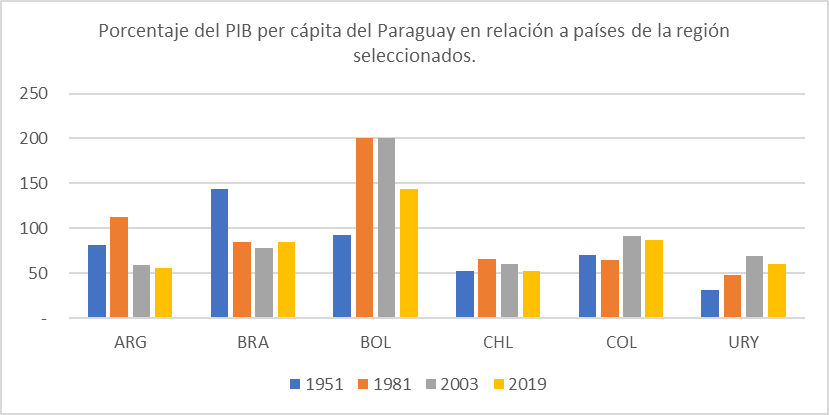 Porcentaje del PIB per cápita del Paraguay en relación a países de la región
seleccionados.
250
200
150
100
50
-
ARG BRA BOL CHL COL URY
1951 1981 2003 2019